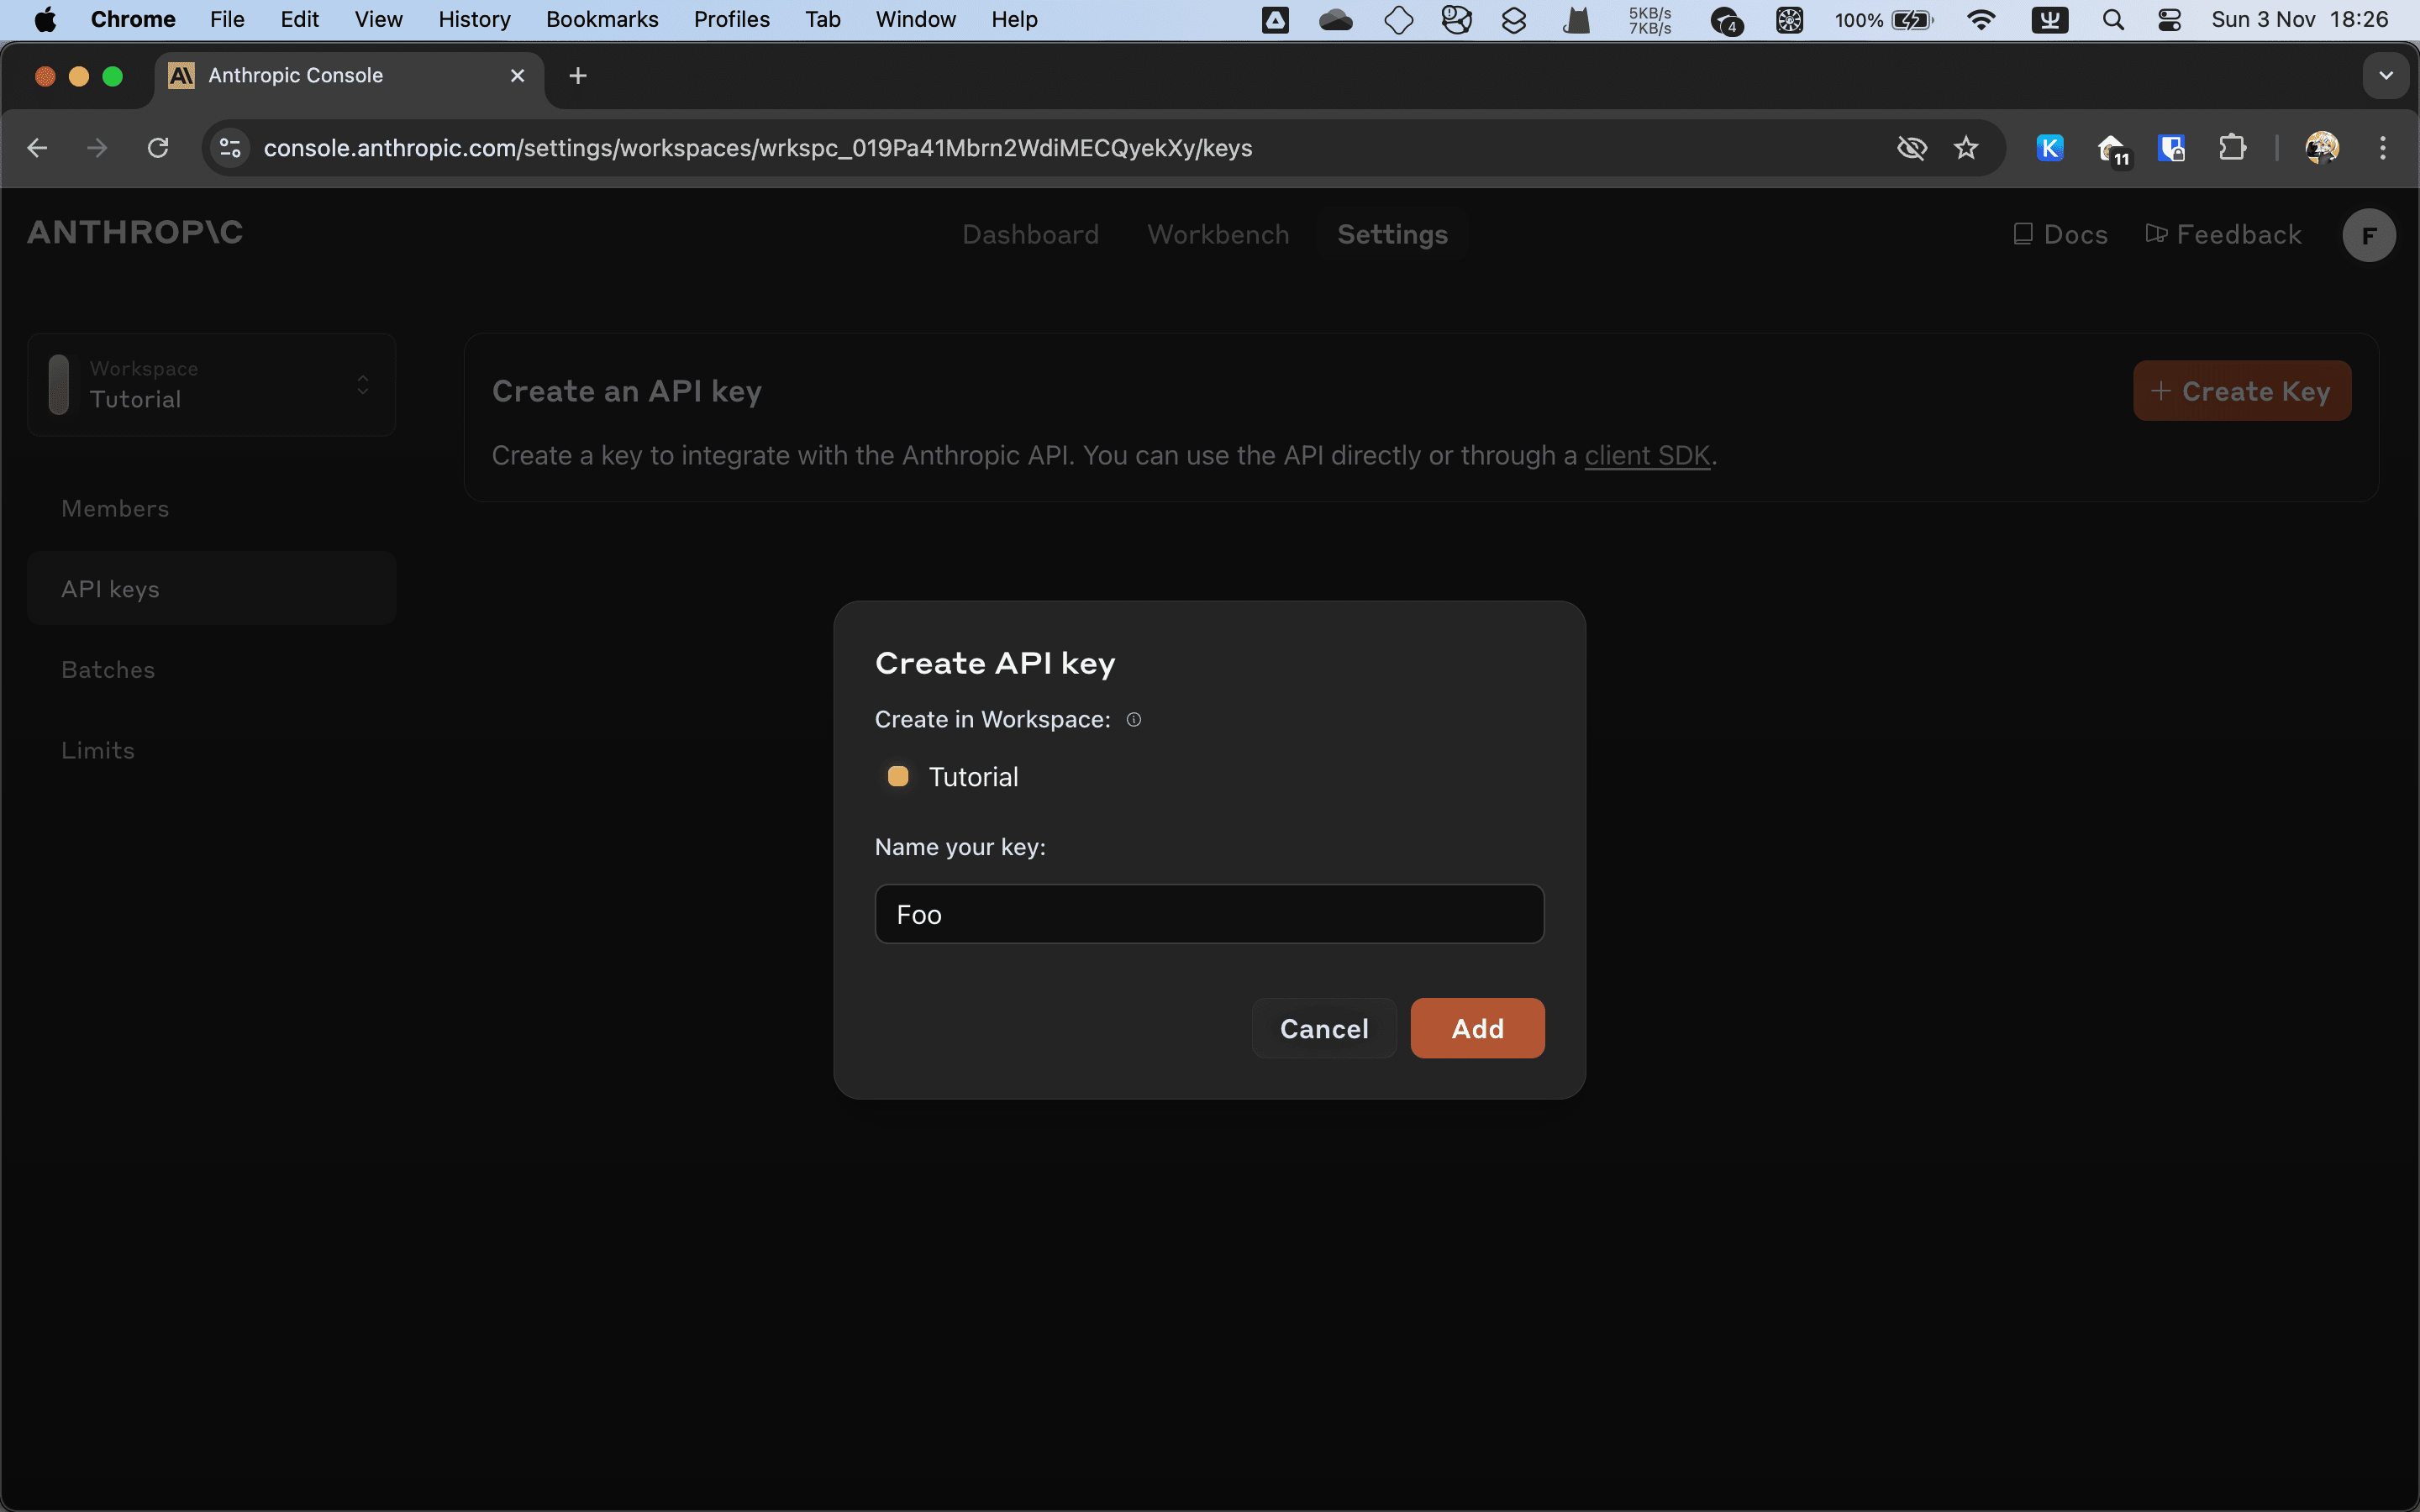 Chrome File Edit View History Bookmarks Profiles Tab Window Help
5KB/s
7KB/s
4
100%
Sun 3 Nov 18:26
Anthropic Console
console.anthropic.com/settings/workspaces/wrkspc_019Pa41Mbrn2WdiMECQyekXy/keys
K
11
ANTHROP\C
Dashboard Workbench Settings
Docs Feedback F
Workspace
Tutorial
Members
API keys
Batches
Limits
Create an API key
+ Create Key
Create a key to integrate with the Anthropic API. You can use the API directly or through a client SDK.
Create API key
Create in Workspace:
Tutorial
Name your key:
Foo
Cancel Add